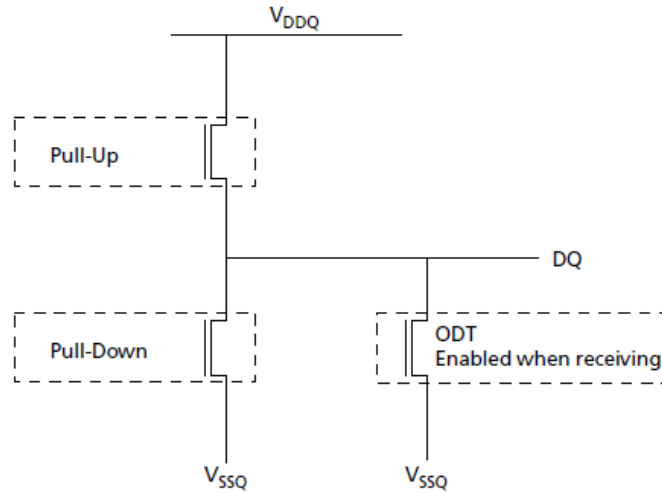 VDDQ
Pull-Up
DQ
Pull-Down
ODT
Enabled when receiving
VSSQ
VSSQ